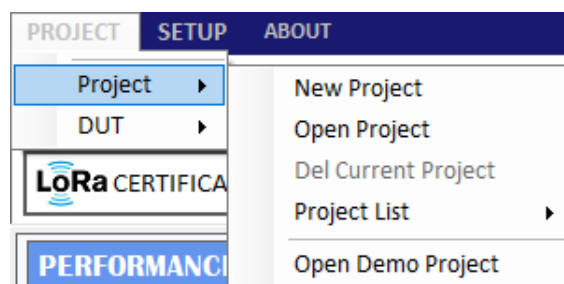 PROJECT SETUP ABOUT
Project
DUT
New Project
Open Project
Del Current Project
Project List
Open Demo Project
LoRa CERTIFICA
PERFORMANC